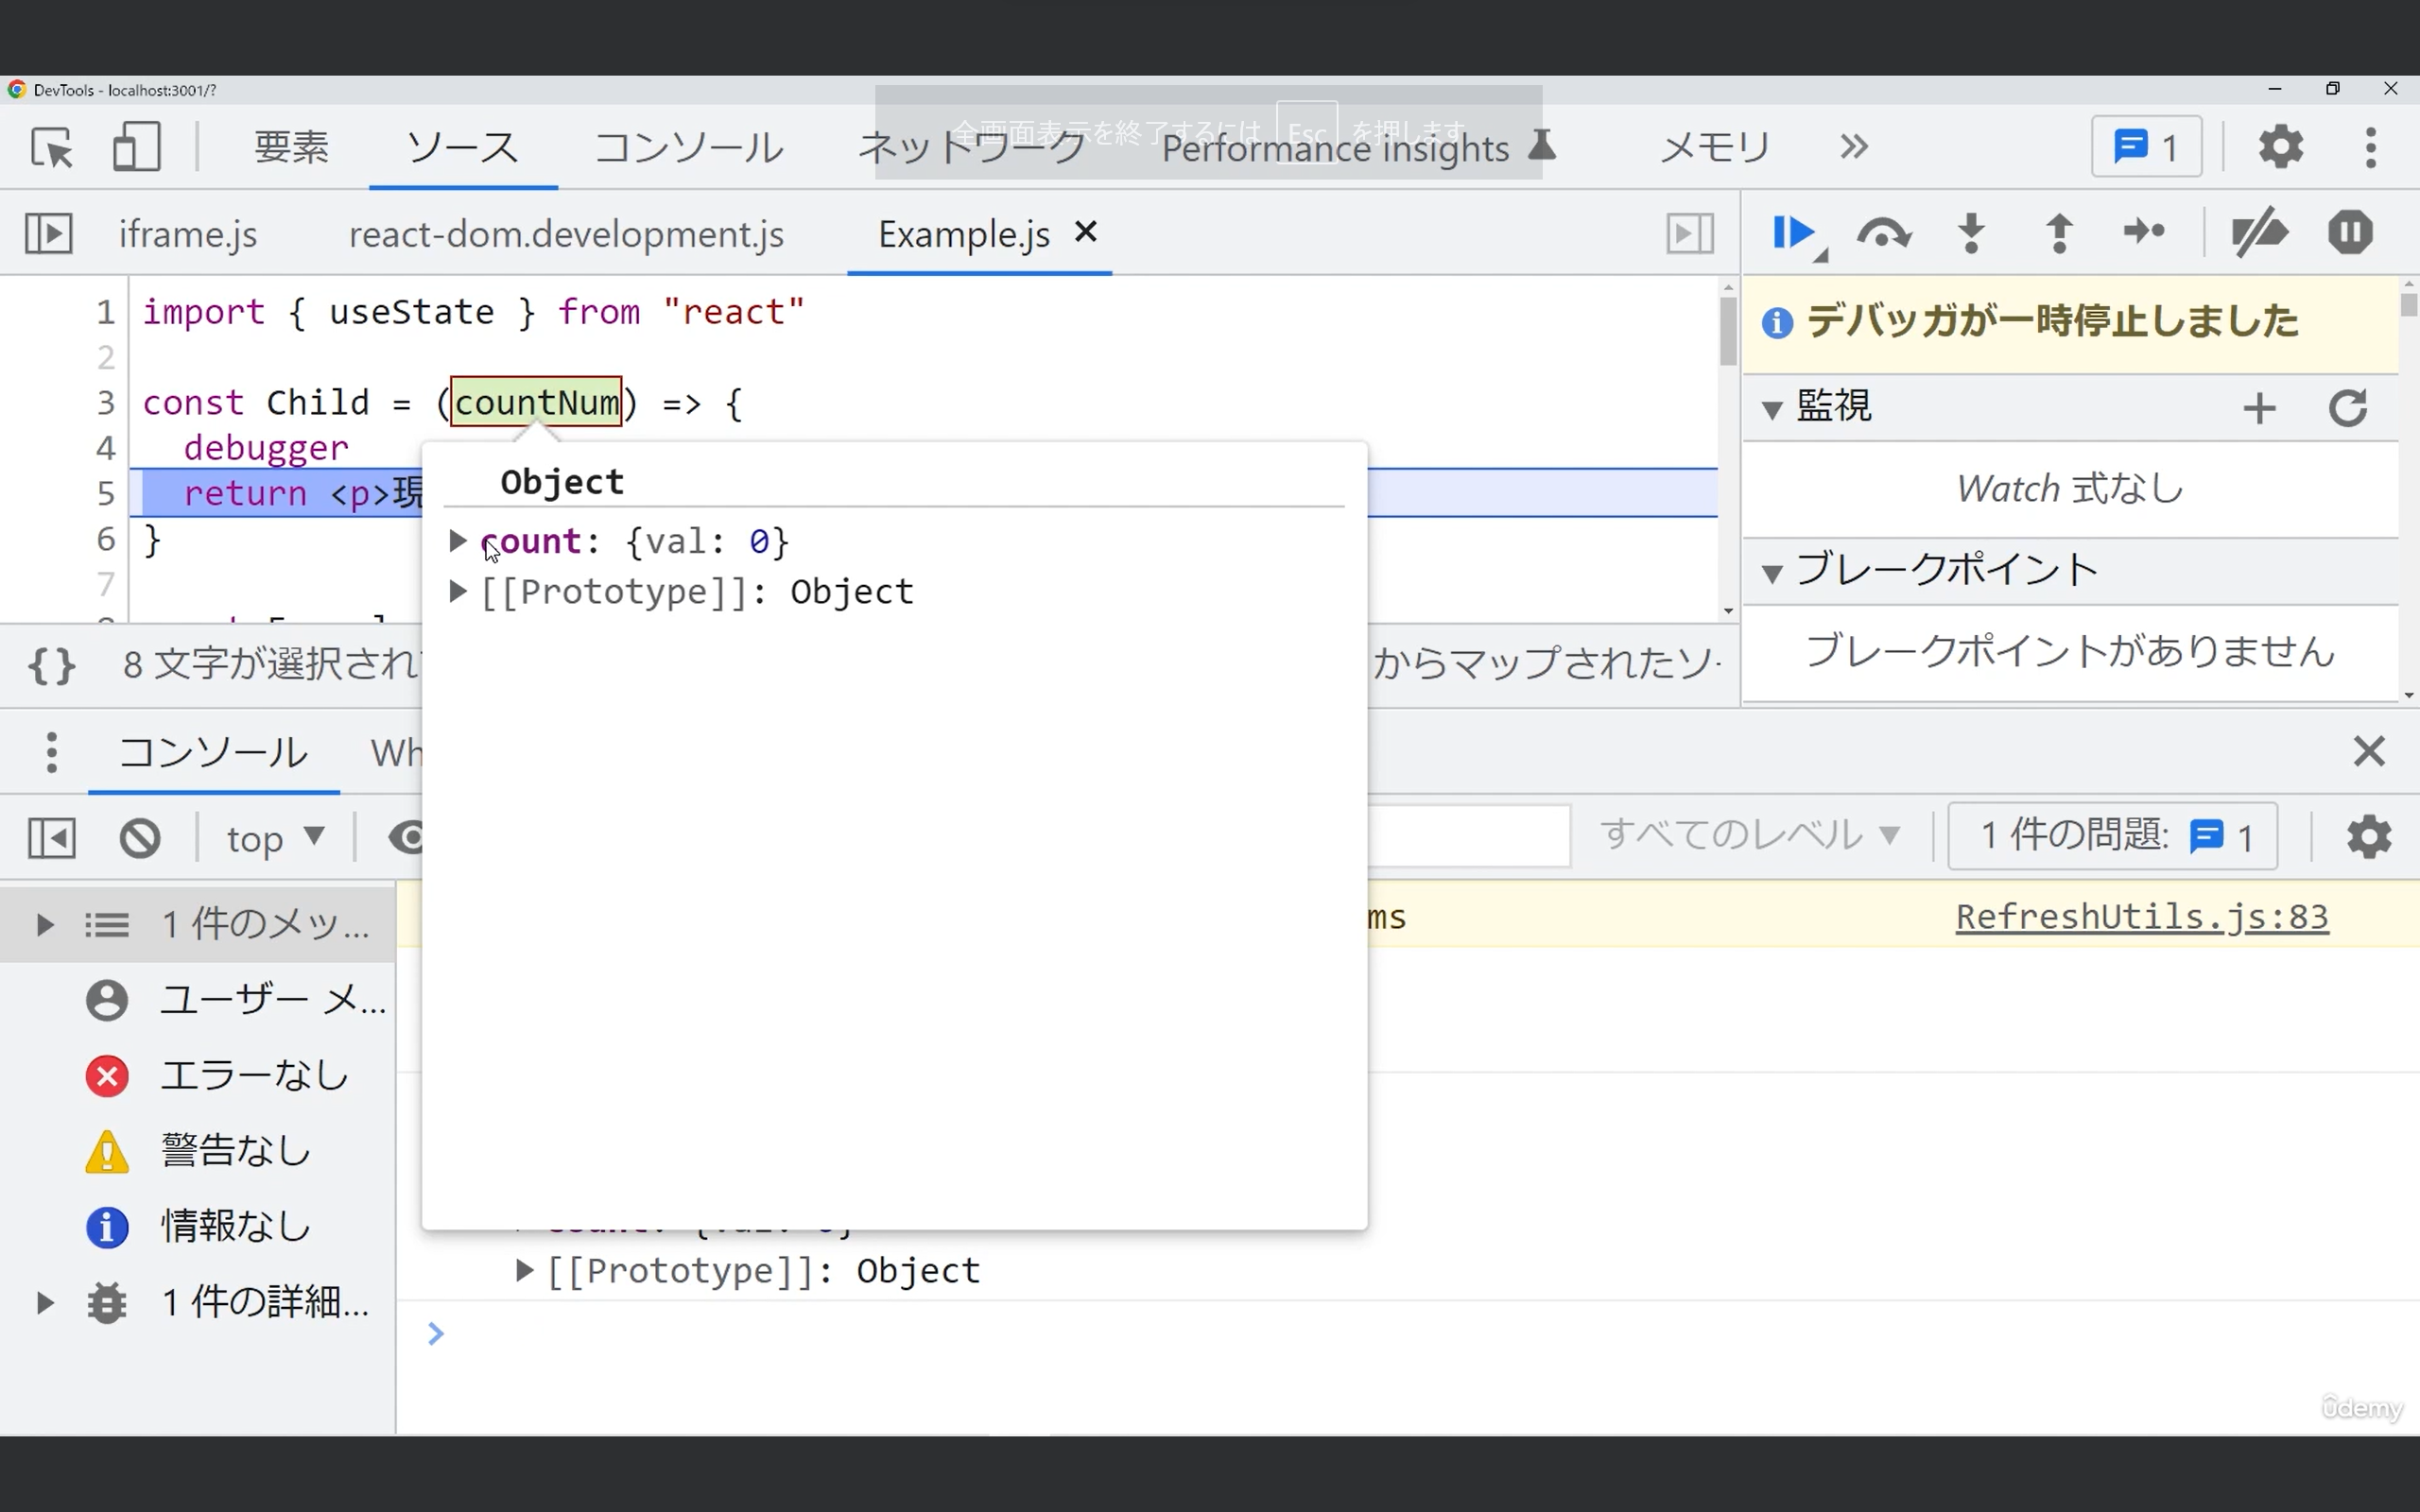 DevTools - localhost:3001/?
全画面表示を終了するには Esc を押します
要素 ソース コンソール ネットワーク Performance insights メモリ 1
iframe.js react-dom.development.js Example.js
1 import { useState } from "react"
2
3 const Child = (countNum) => {
4 debugger
5 return <p>現
6 }
7
Object
count: {val: 0}
[[Prototype]]: Object
デバッガが一時停止しました
監視
Watch 式なし
ブレークポイント
ブレークポイントがありません
{} 8 文字が選択され からマップされたソ
コンソール Wh
top すべてのレベル 1 件の問題: 1
1 件のメッ... ms RefreshUtils.js:83
ユーザー メ...
エラーなし
警告なし
情報なし
[[Prototype]]: Object
1 件の詳細...
udemy